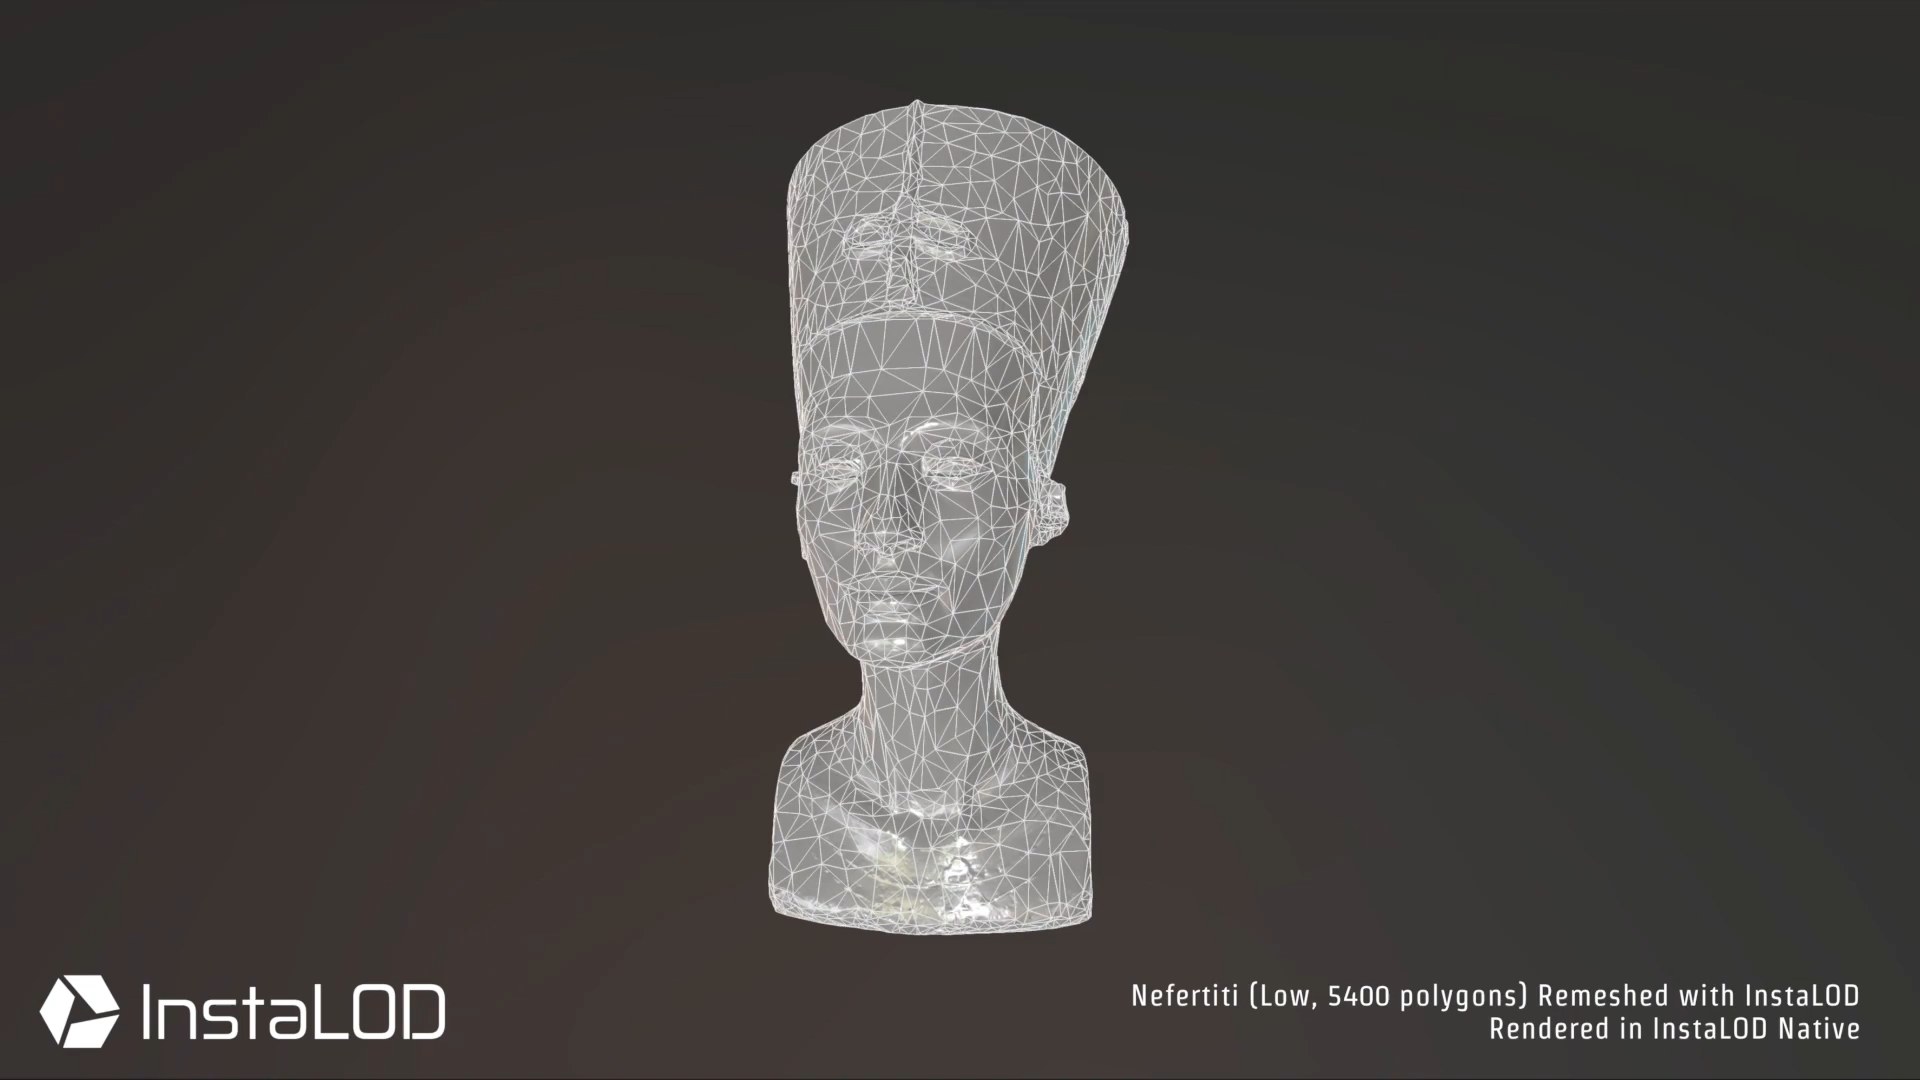 InstaLOD
Nefertiti (Low, 5400 polygons) Remeshed with InstaLOD
Rendered in InstaLOD Native